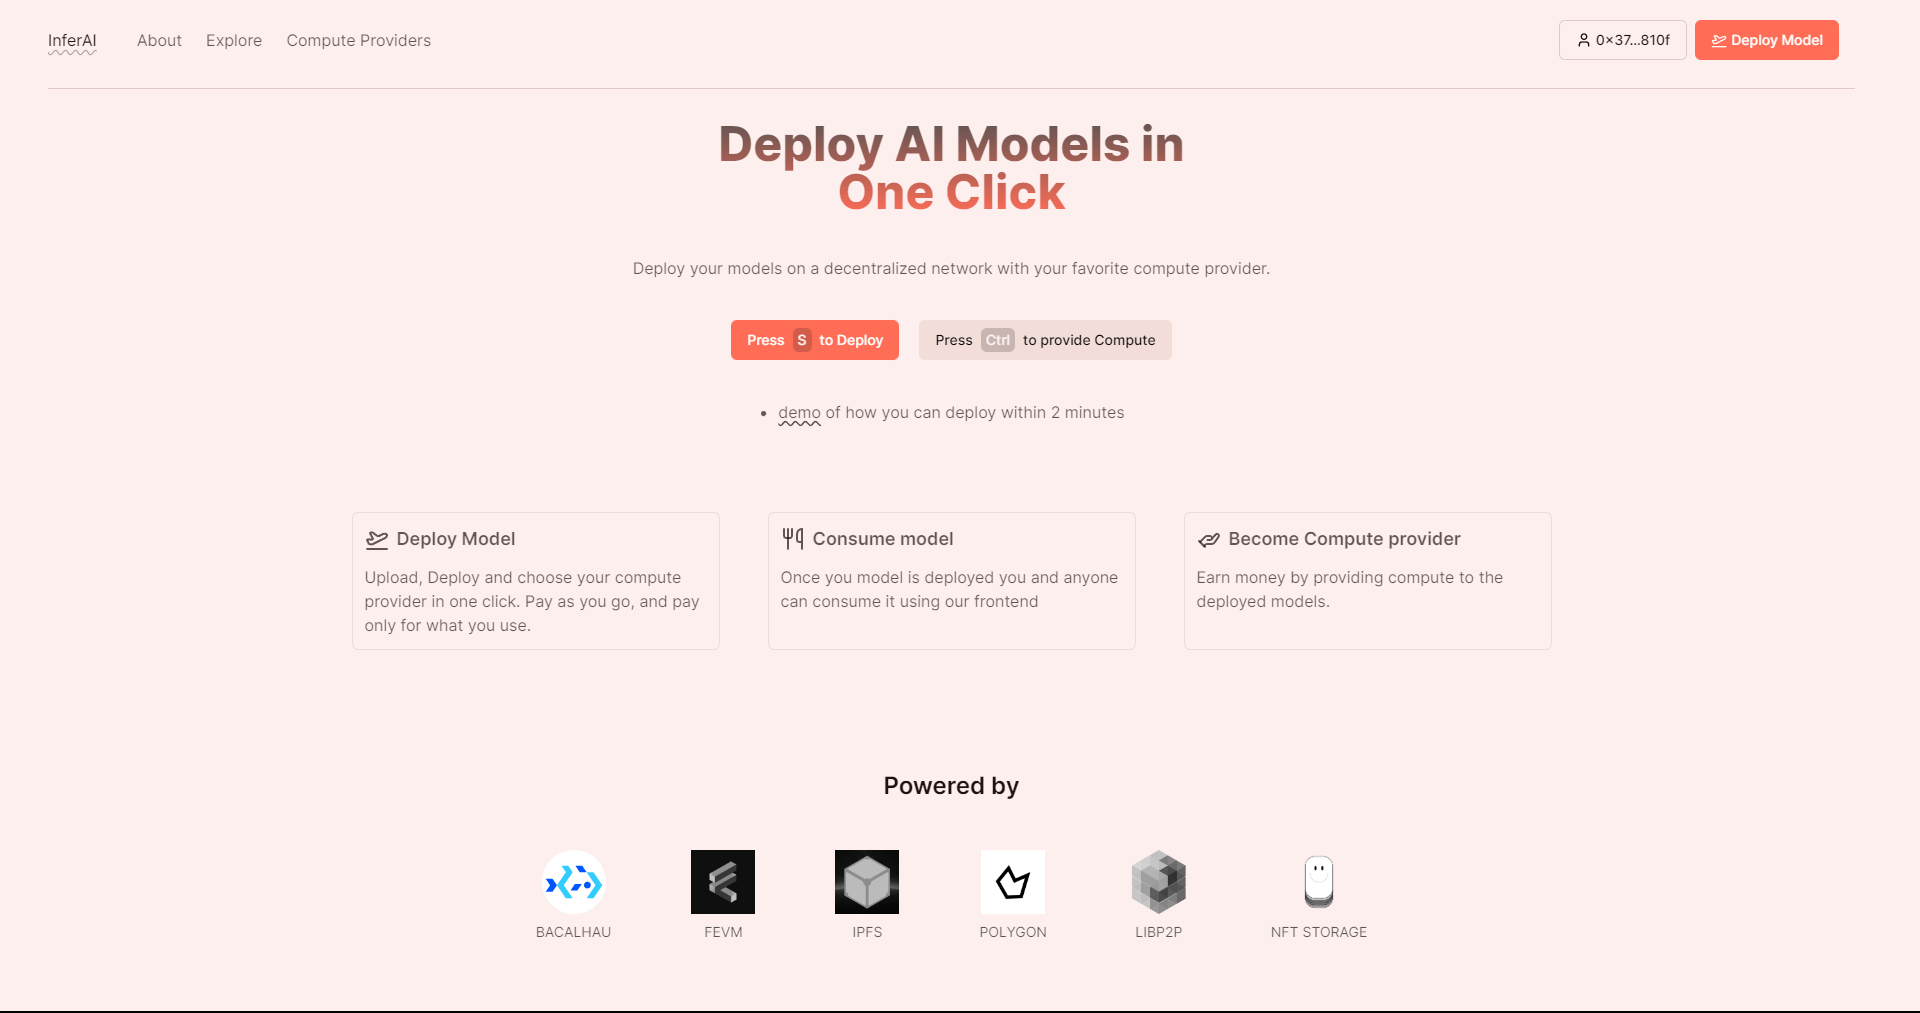 InferAI About Explore Compute Providers 0x37...810f Deploy Model
Deploy AI Models in
One Click
Deploy your models on a decentralized network with your favorite compute provider.
Press S to Deploy Press Ctrl to provide Compute
• demo of how you can deploy within 2 minutes
Deploy Model
Upload, Deploy and choose your compute
provider in one click. Pay as you go, and pay
only for what you use.
Consume model
Once you model is deployed you and anyone
can consume it using our frontend
Become Compute provider
Earn money by providing compute to the
deployed models.
Powered by
BACALHAU FEVM IPFS POLYGON LIBP2P NFT STORAGE